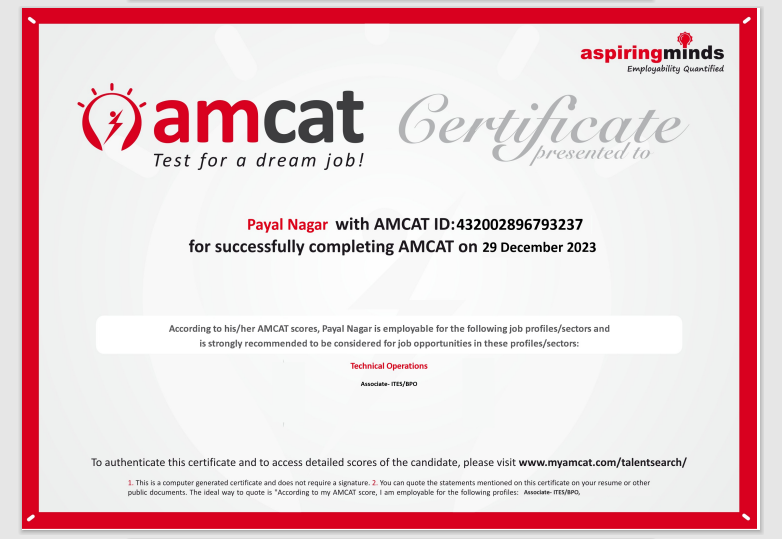 aspiringminds
Employability Quantified
amcat
Test for a dream job!
Certificate
presented to
Payal Nagar with AMCAT ID:432002896793237
for successfully completing AMCAT on 29 December 2023
According to his/her AMCAT scores, Payal Nagar is employable for the following job profiles/sectors and
is strongly recommended to be considered for job opportunities in these profiles/sectors:
Technical Operations
Associate- ITES/BPO
To authenticate this certificate and to access detailed scores of the candidate, please visit www.myamcat.com/talentsearch/
1. This is a computer generated certificate and does not require a signature. 2. You can quote the statements mentioned on this certificate on your resume or other
public documents. The ideal way to quote is "According to my AMCAT score, I am employable for the following profiles: Associate- ITES/BPO,